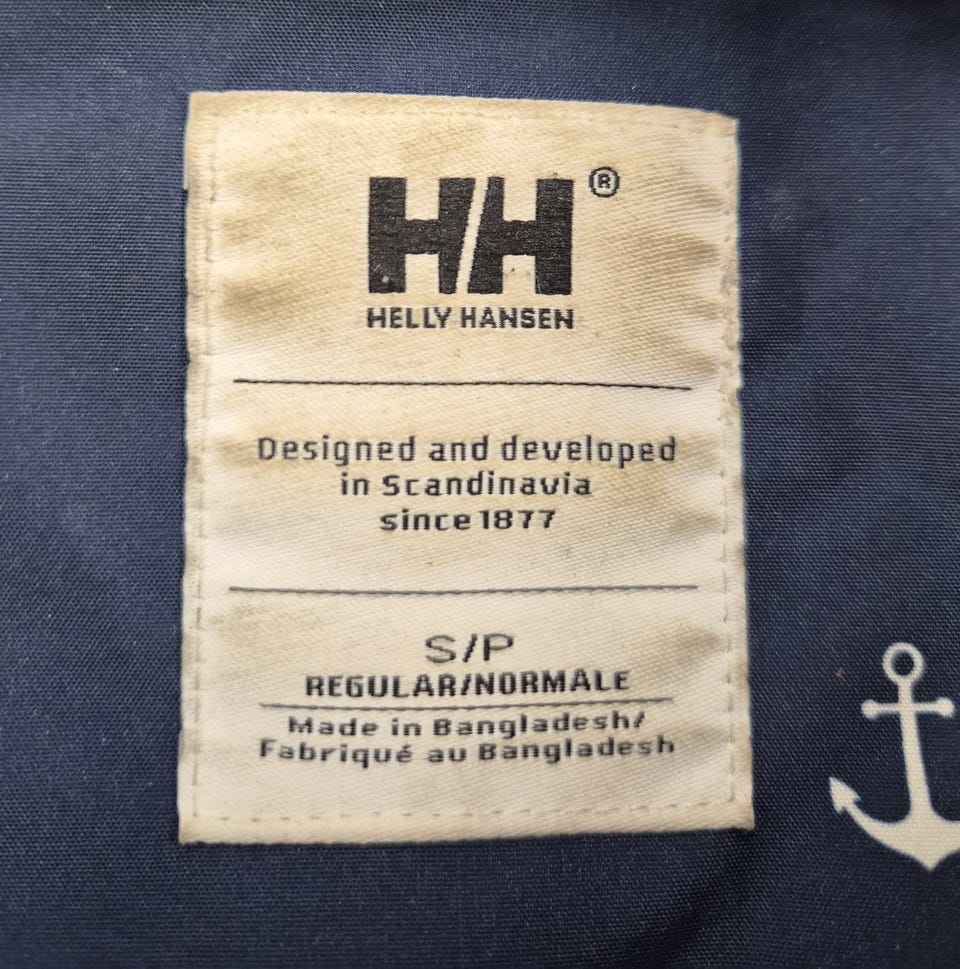 HH®
HELLY HANSEN
Designed and developed
in Scandinavia
since 1877
S/P
REGULAR/NORMALE
Made in Bangladesh/
Fabriqué au Bangladesh